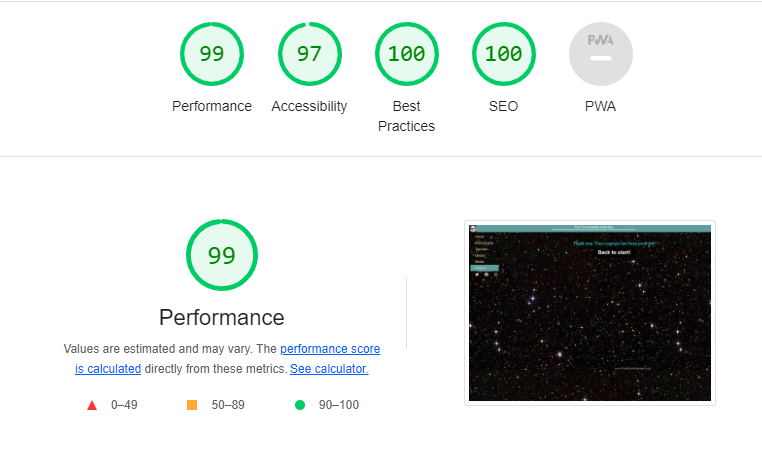 99
97
100
100
PWA
Performance
Accessibility
Best
Practices
SEO
PWA
99
Performance
Values are estimated and may vary. The performance score
is calculated directly from these metrics. See calculator.
0–49
50–89
90–100
Back to start!